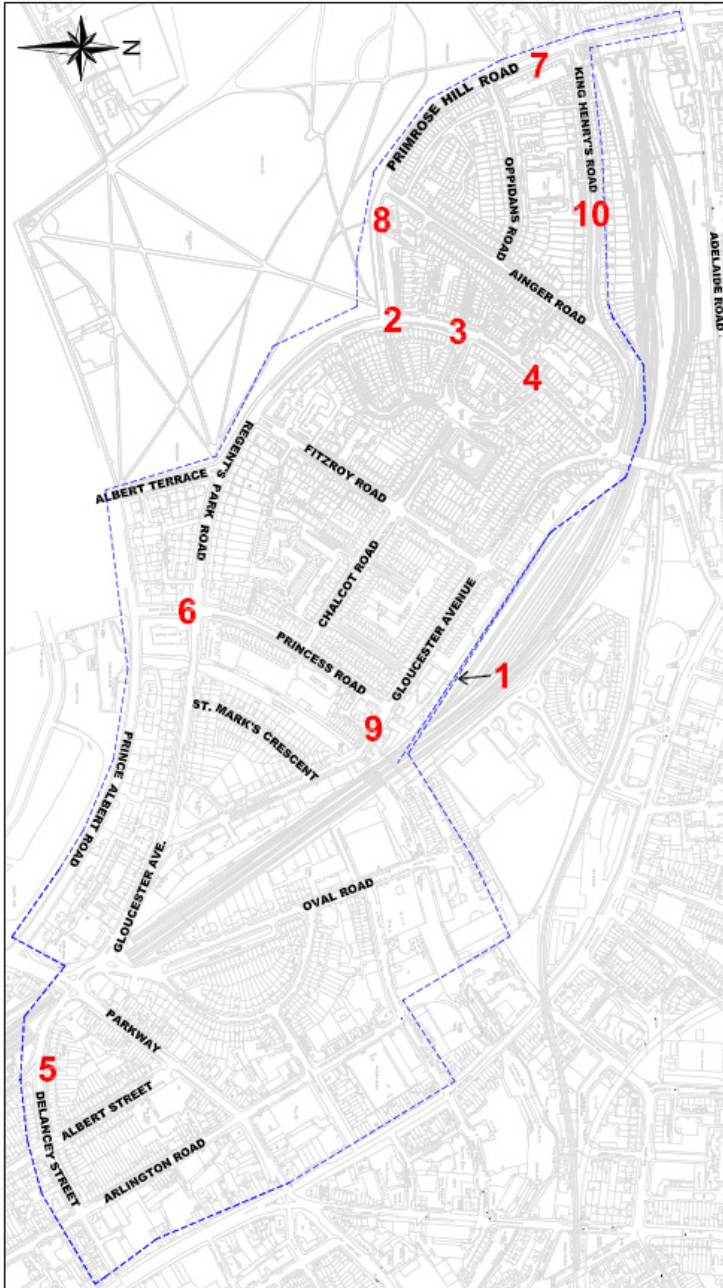 N
7
PRIMROSE HILL ROAD
KING HENRY'S ROAD
OPPIDANS ROAD
10
8
ADELAIDE ROAD
AINGER ROAD
2
3
4
REGENT'S PARK ROAD
FITZROY ROAD
ALBERT TERRACE
CHALCOT ROAD
GLOUCESTER AVENUE
6
PRINCESS ROAD
1
ST. MARK'S CRESCENT
9
PRINCE ALBERT ROAD
GLOUCESTER AVE.
OVAL ROAD
PARKWAY
5
ALBERT STREET
DELANCEY STREET
ARLINGTON ROAD